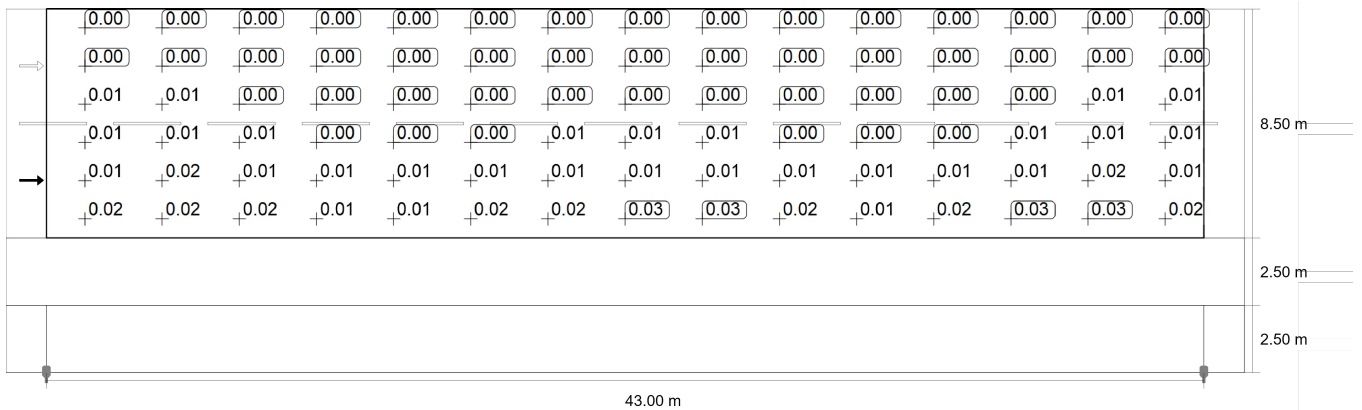 0.00 0.00 0.00 0.00 0.00 0.00 0.00 0.00 0.00 0.00 0.00 0.00 0.00 0.00 0.00
0.00 0.00 0.00 0.00 0.00 0.00 0.00 0.00 0.00 0.00 0.00 0.00 0.00 0.00 0.00
0.01 0.01 0.00 0.00 0.00 0.00 0.00 0.00 0.00 0.00 0.00 0.00 0.00 0.01 0.01
8.50 m
0.01 0.01 0.01 0.00 0.00 0.00 0.01 0.01 0.01 0.00 0.00 0.00 0.01 0.01 0.01
0.01 0.02 0.01 0.01 0.01 0.01 0.01 0.01 0.01 0.01 0.01 0.01 0.01 0.02 0.01
0.02 0.02 0.02 0.01 0.01 0.02 0.02 0.03 0.03 0.02 0.01 0.02 0.03 0.03 0.02
2.50 m
2.50 m
43.00 m